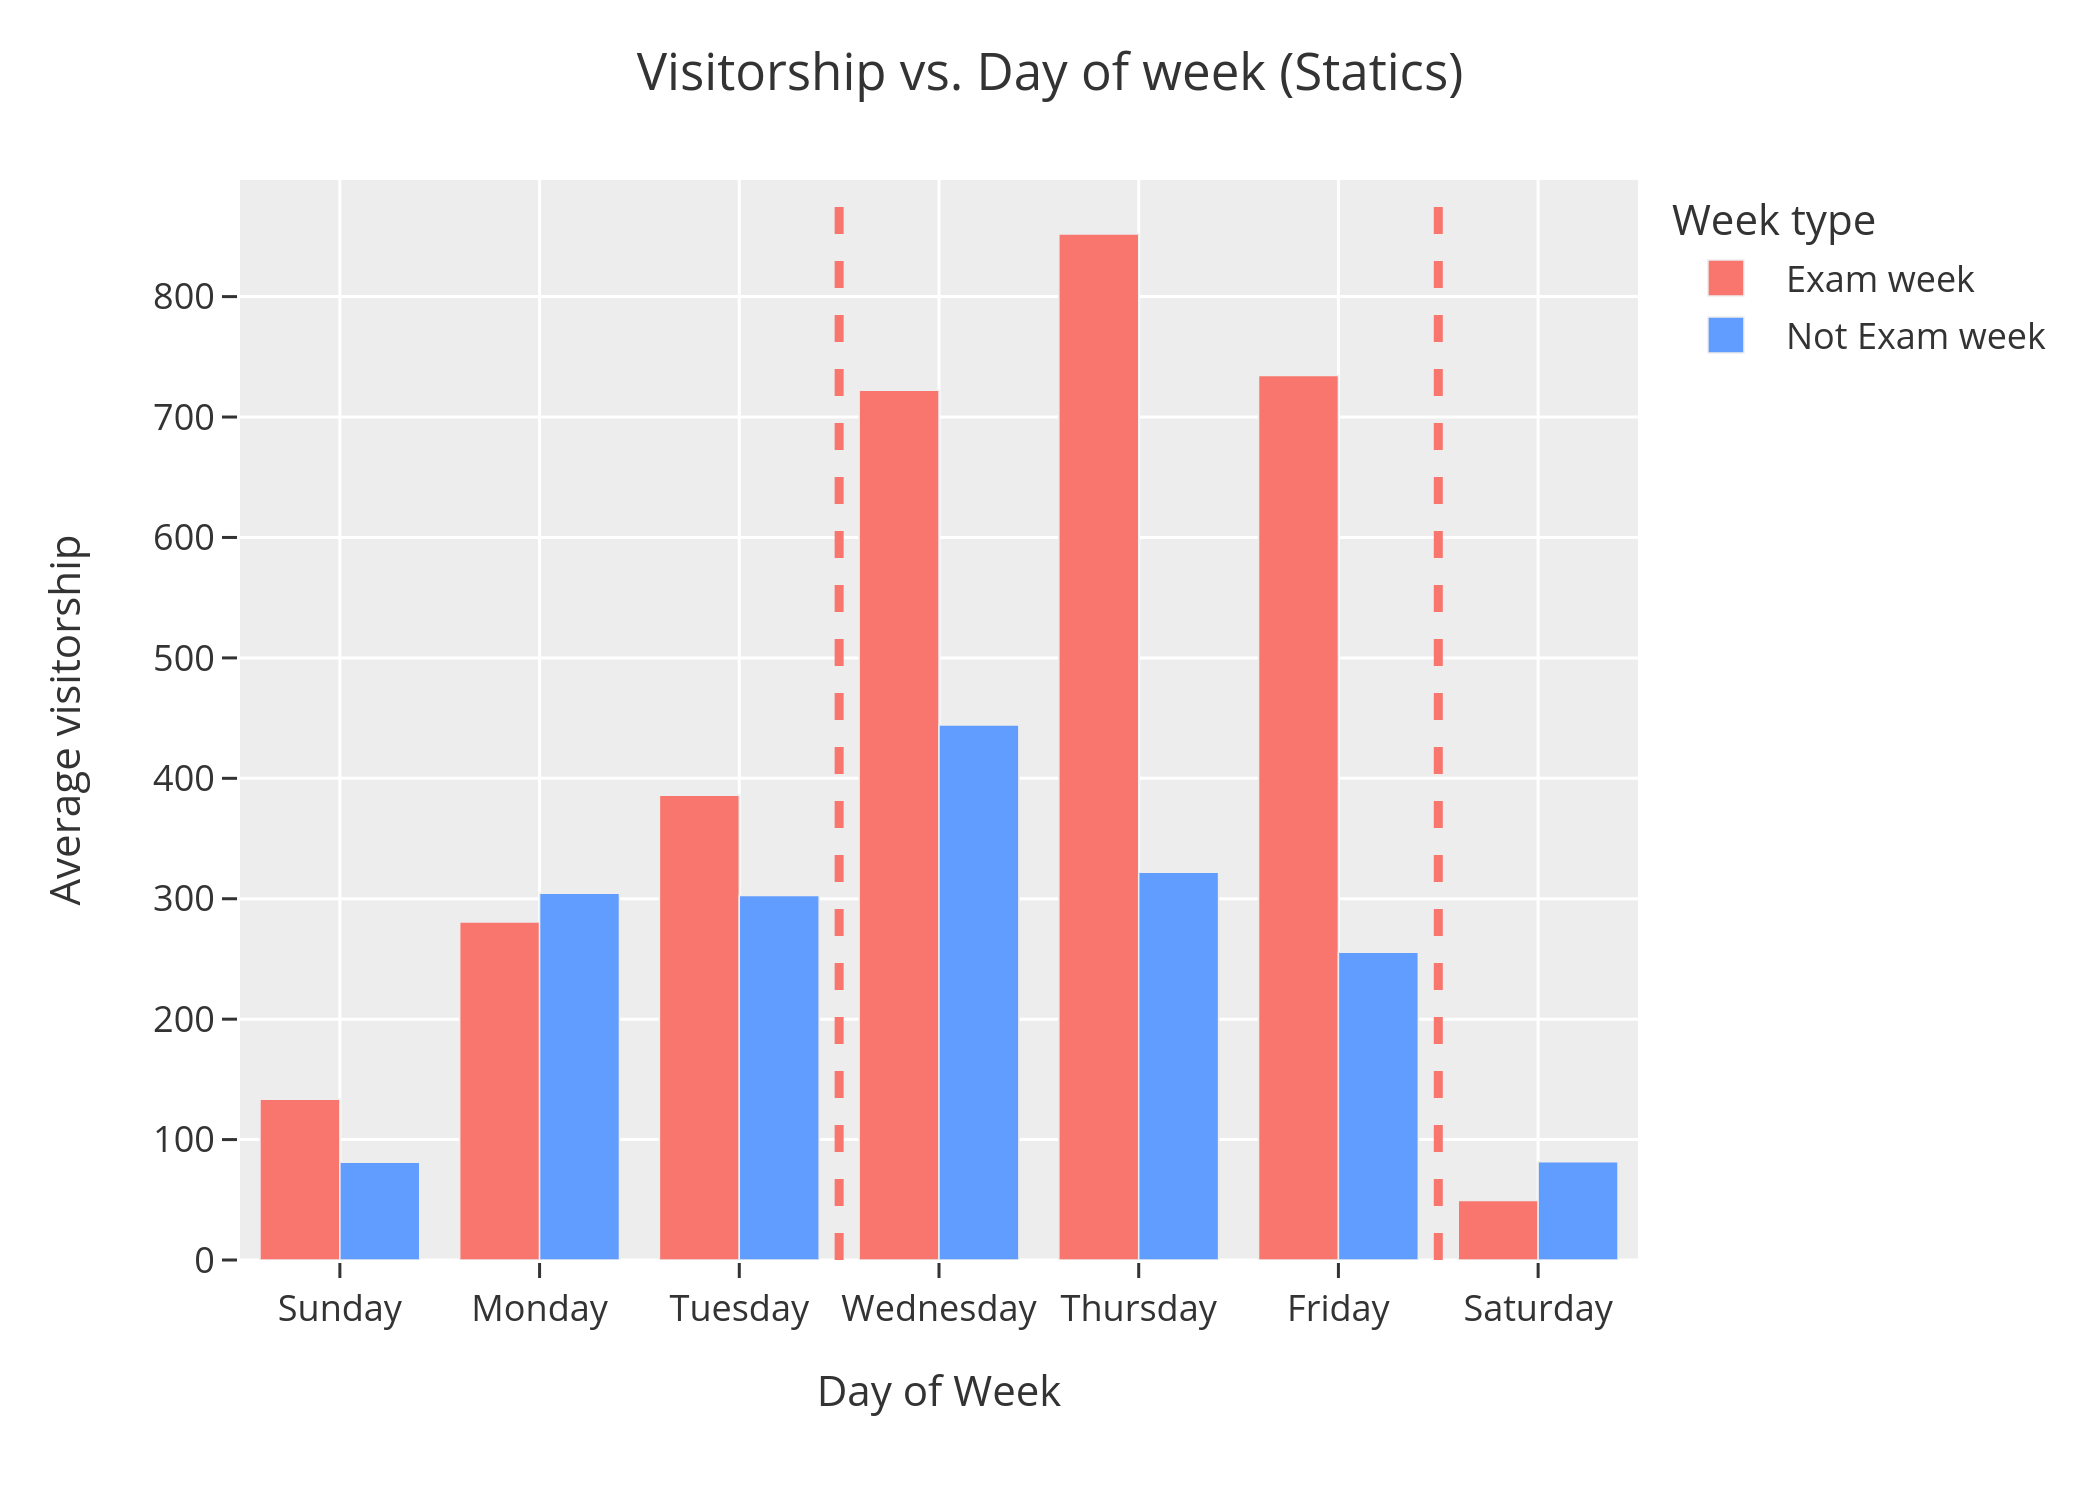 Visitorship vs. Day of week (Statics)
Week type
Exam week
Not Exam week
Average visitorship
800
700
600
500
400
300
200
100
0
Sunday Monday Tuesday Wednesday Thursday Friday Saturday
Day of Week